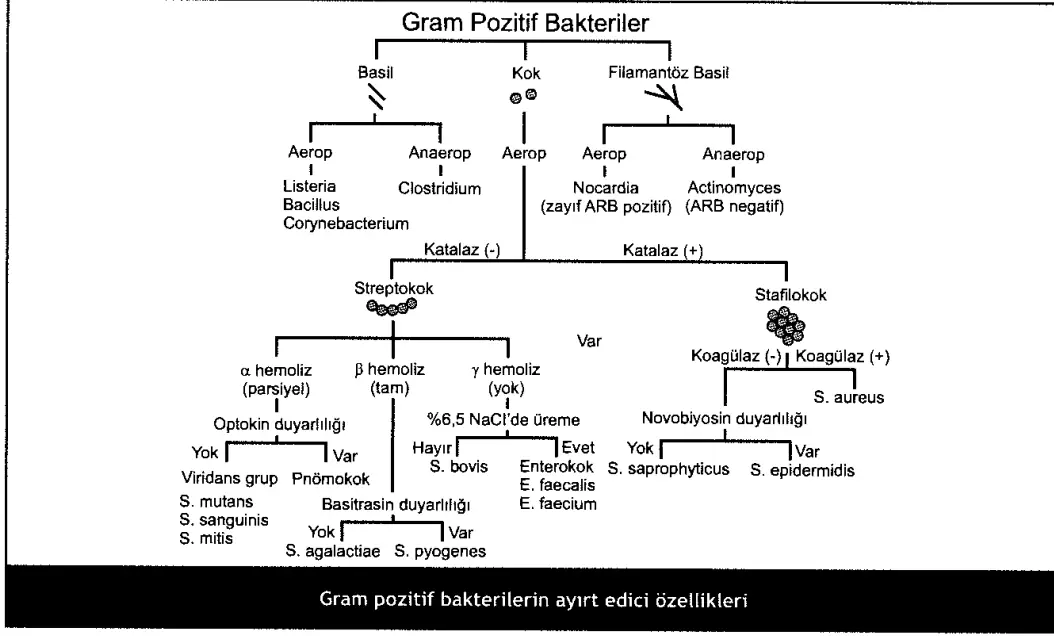 Gram Pozitif Bakteriler
Basil
Kok
Filamantöz Basil
Aerop
Anaerop
Aerop
Aerop
Anaerop
Listeria
Bacillus
Corynebacterium
Clostridium
Nocardia
(zayıf ARB pozitif)
Actinomyces
(ARB negatif)
Katalaz (-)
Katalaz (+)
Streptokok
Stafilokok
Var
α hemoliz
(parsiyel)
β hemoliz
(tam)
γ hemoliz
(yok)
Koagülaz (-)
Koagülaz (+)
S. aureus
Optokin duyarlılığı
%6,5 NaCl'de üreme
Novobiyosin duyarlılığı
Yok
Var
Hayır
Evet
Yok
Var
Viridans grup
S. mutans
S. sanguinis
S. mitis
Pnömokok
S. bovis
Enterokok
E. faecalis
E. faecium
S. saprophyticus
S. epidermidis
Basitrasin duyarlılığı
Yok
Var
S. agalactiae
S. pyogenes
Gram pozitif bakterilerin ayırt edici özellikleri